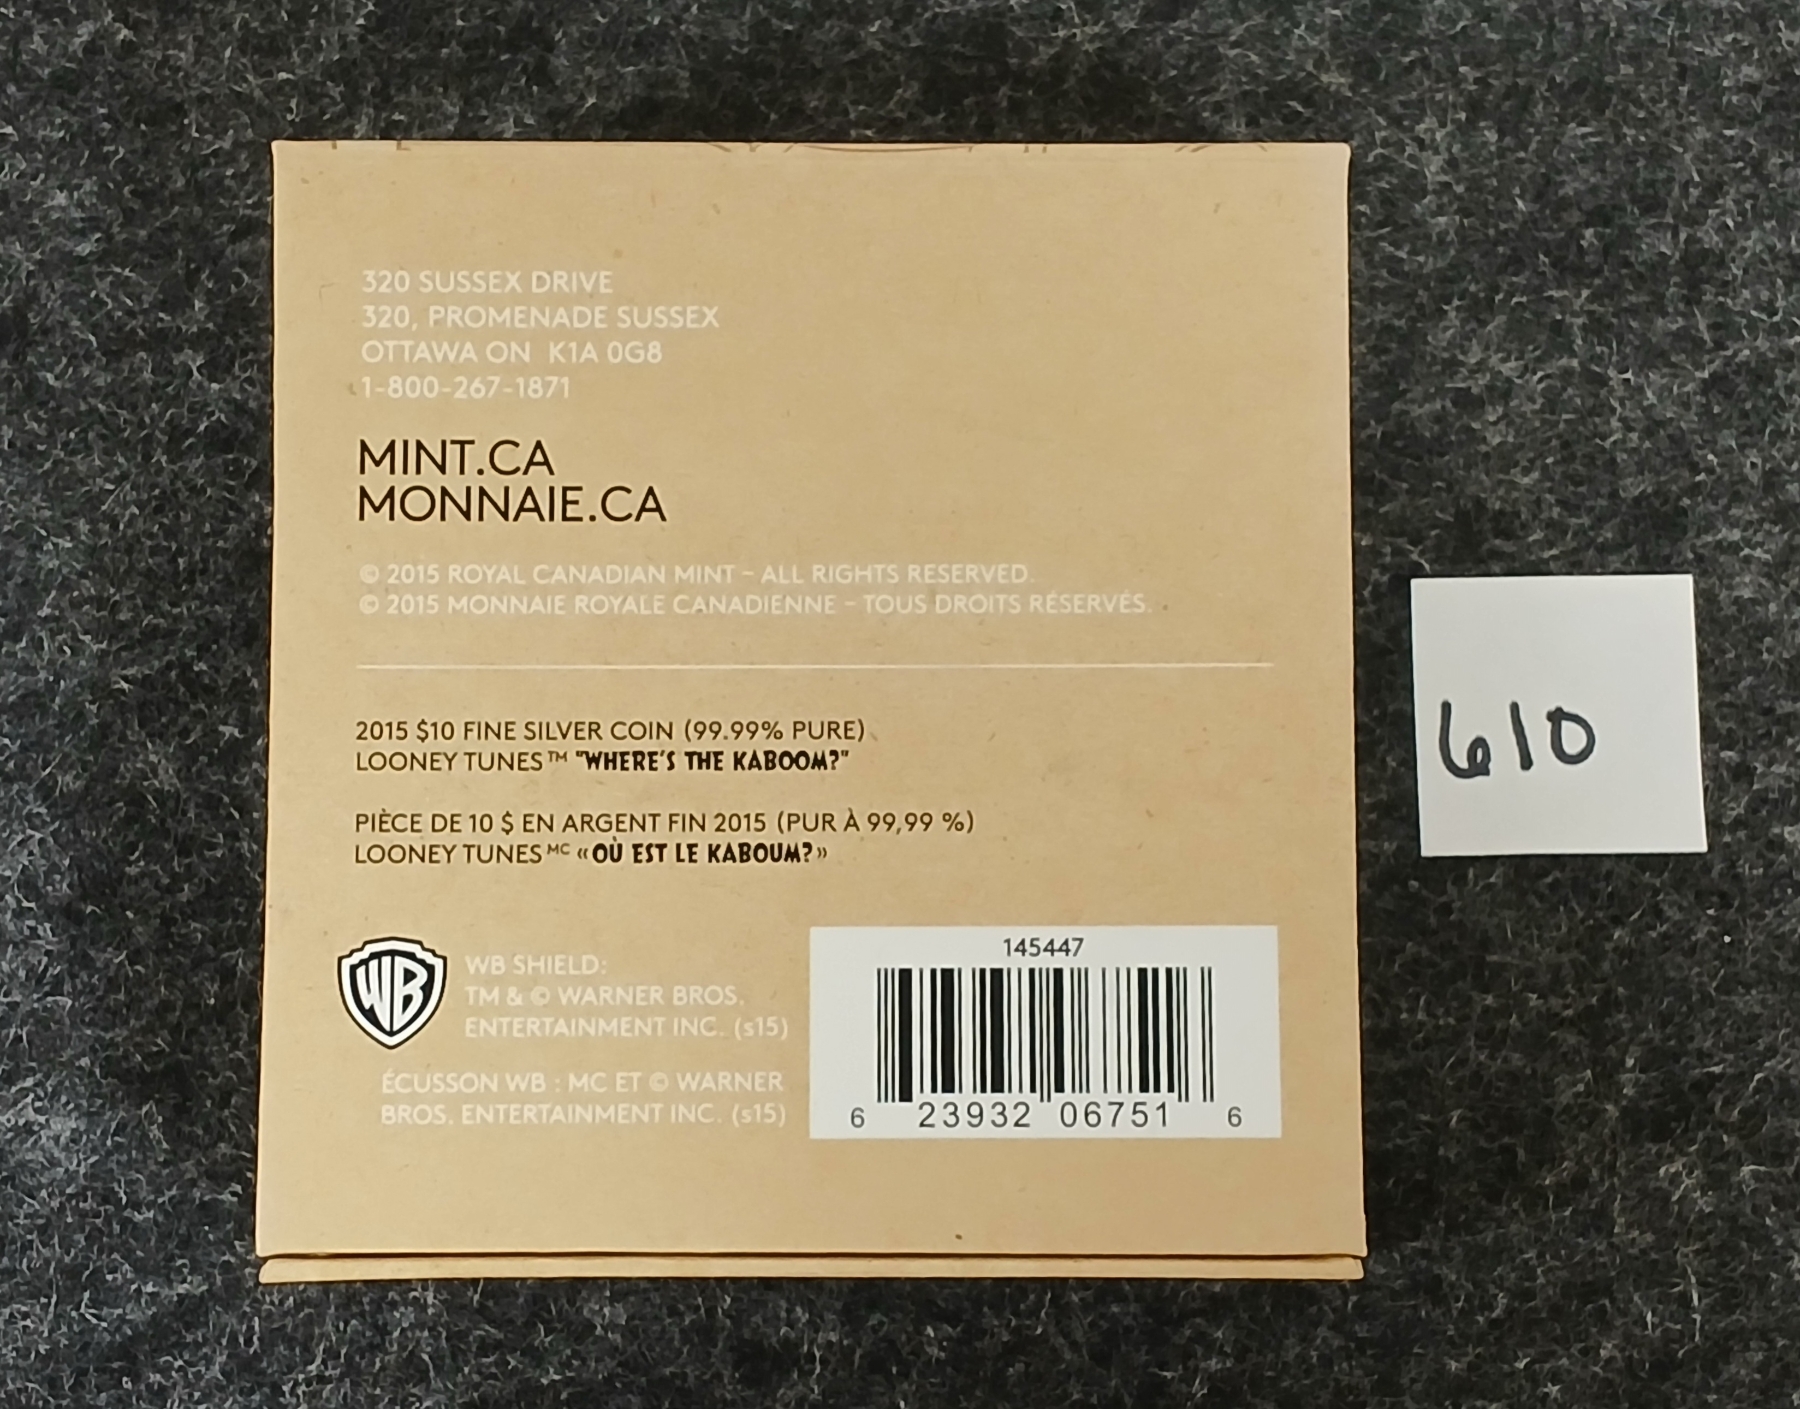 320 SUSSEX DRIVE
320, PROMENADE SUSSEX
OTTAWA ON K1A 0G8
1-800-267-1871
MINT.CA
MONNAIE.CA
© 2015 ROYAL CANADIAN MINT – ALL RIGHTS RESERVED.
© 2015 MONNAIE ROYALE CANADIENNE – TOUS DROITS RÉSERVÉS.
2015 $10 FINE SILVER COIN (99.99% PURE)
LOONEY TUNES™ "WHERE'S THE KABOOM?"
PIÈCE DE 10 $ EN ARGENT FIN 2015 (PUR À 99,99 %)
LOONEY TUNES MC «OÙ EST LE KABOUM?»
WB
WB SHIELD:
TM & © WARNER BROS.
ENTERTAINMENT INC. (s15)
ÉCUSSON WB : MC ET © WARNER
BROS. ENTERTAINMENT INC. (s15)
145447
6 23932 06751 6
610